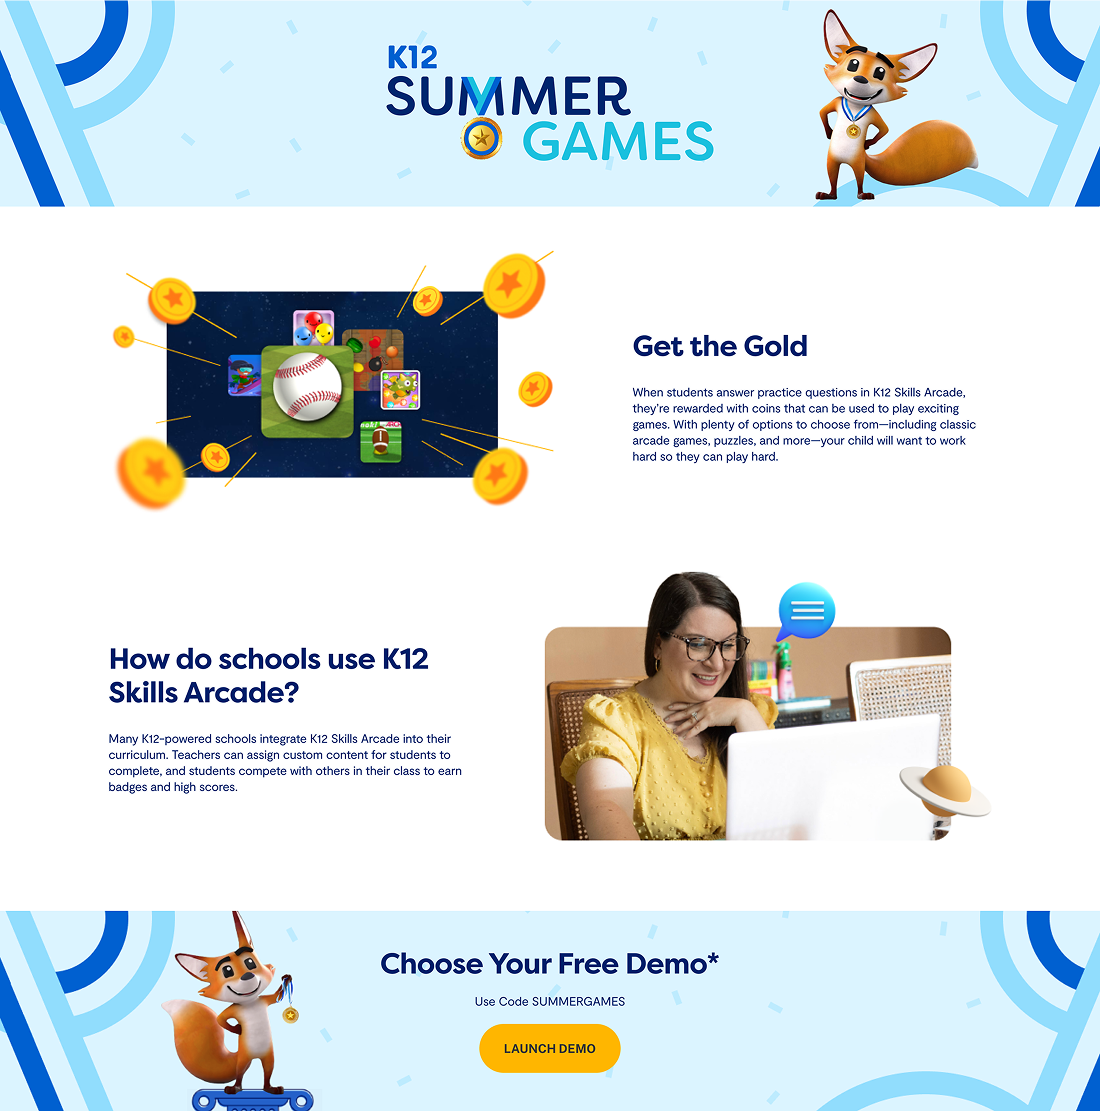 K12
SUMMER
GAMES
Get the Gold
When students answer practice questions in K12 Skills Arcade,
they're rewarded with coins that can be used to play exciting
games. With plenty of options to choose from—including classic
arcade games, puzzles, and more—your child will want to work
hard so they can play hard.
How do schools use K12
Skills Arcade?
Many K12-powered schools integrate K12 Skills Arcade into their
curriculum. Teachers can assign custom content for students to
complete, and students compete with others in their class to earn
badges and high scores.
Choose Your Free Demo*
Use Code SUMMERGAMES
LAUNCH DEMO